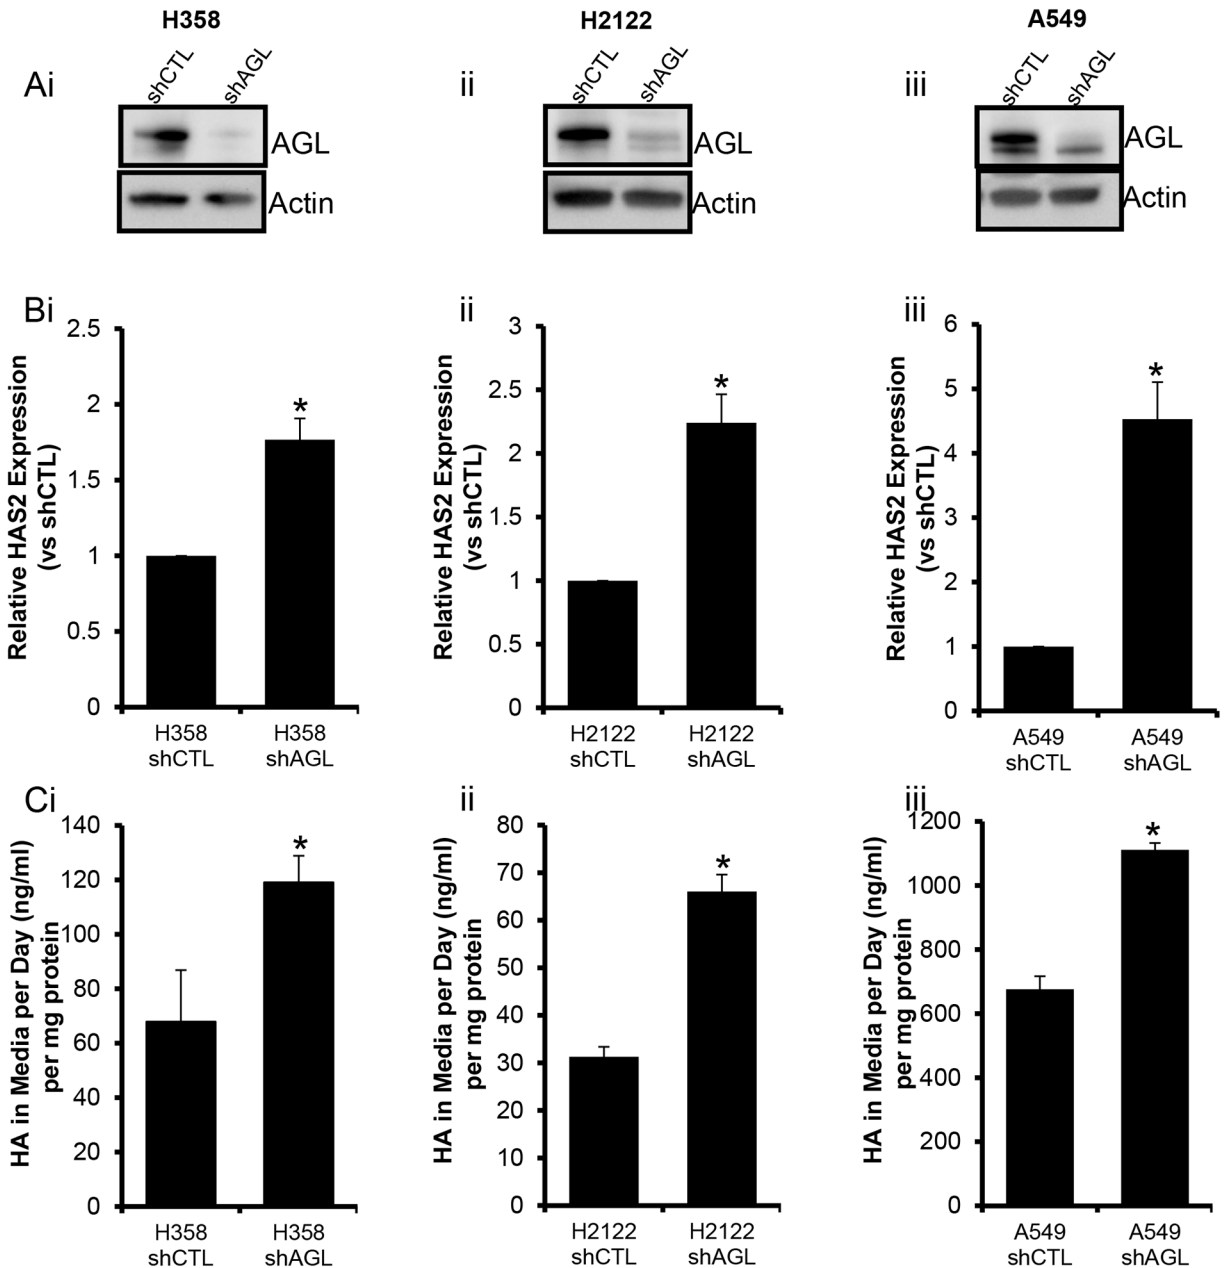 H358
H2122
A549
Ai
shCTL
shAGL
AGL
Actin
ii
shCTL
shAGL
AGL
Actin
iii
shCTL
shAGL
AGL
Actin
Bi
Relative HAS2 Expression
(vs shCTL)
2.5
2
1.5
1
0.5
0
*
H358
shCTL
H358
shAGL
ii
Relative HAS2 Expression
(vs shCTL)
3
2.5
2
1.5
1
0.5
0
*
H2122
shCTL
H2122
shAGL
iii
Relative HAS2 Expression
(vs shCTL)
6
5
4
3
2
1
0
*
A549
shCTL
A549
shAGL
Ci
HA in Media per Day (ng/ml)
per mg protein
140
120
100
80
60
40
20
0
*
H358
shCTL
H358
shAGL
ii
HA in Media per Day (ng/ml)
per mg protein
80
70
60
50
40
30
20
10
0
*
H2122
shCTL
H2122
shAGL
iii
HA in Media per Day (ng/ml)
per mg protein
1200
1000
800
600
400
200
0
*
A549
shCTL
A549
shAGL